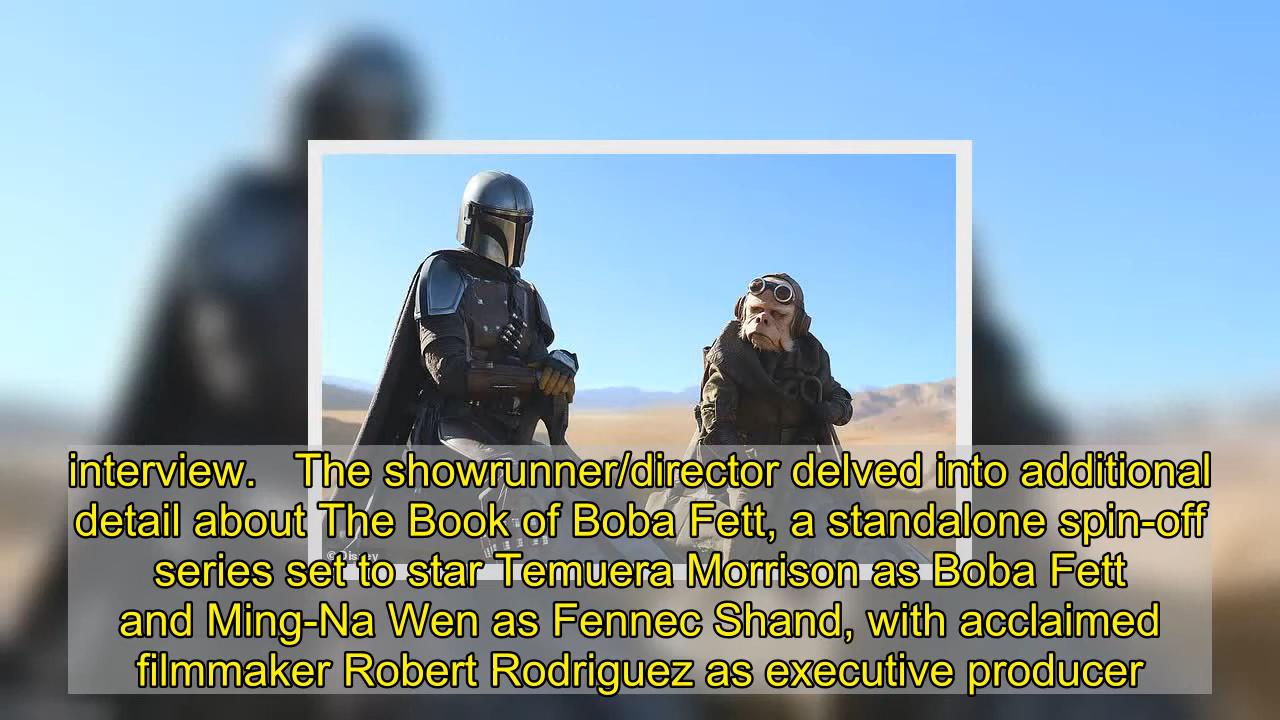 interview.   The showrunner/director delved into additional
detail about The Book of Boba Fett, a standalone spin-off
©Disney
series set to star Temuera Morrison as Boba Fett
and Ming-Na Wen as Fennec Shand, with acclaimed
filmmaker Robert Rodriguez as executive producer